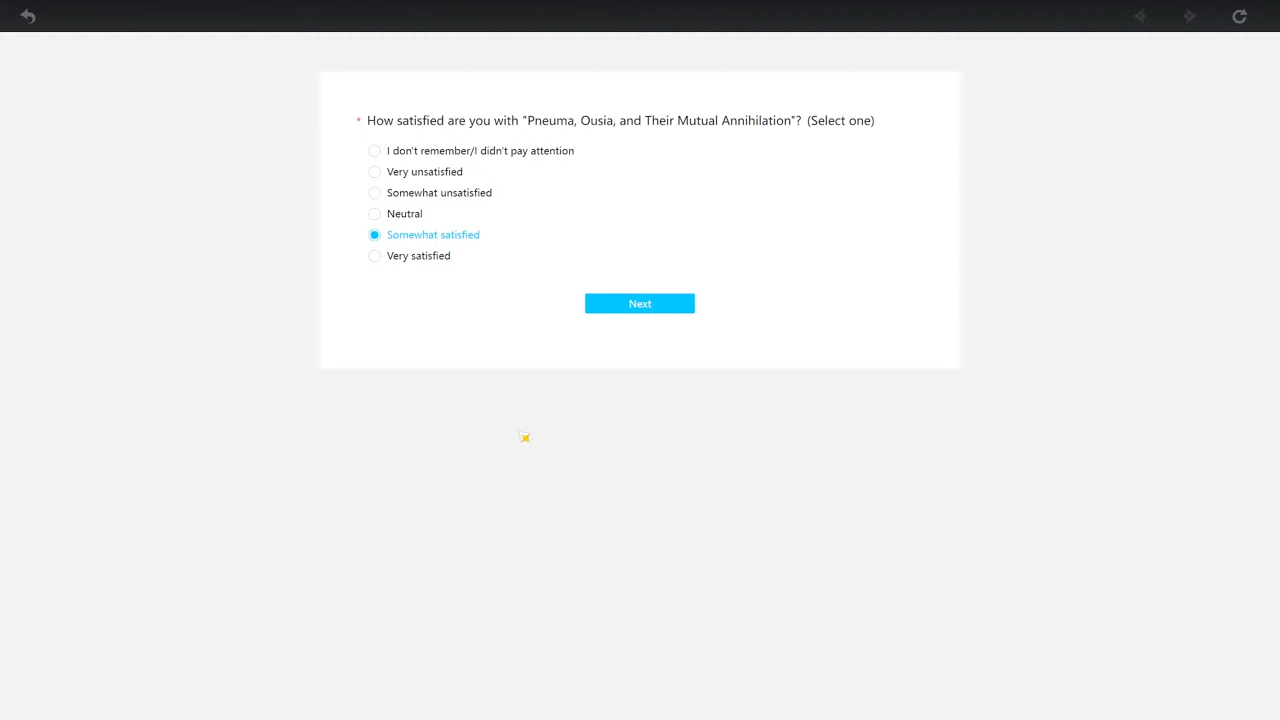 * How satisfied are you with "Pneuma, Ousia, and Their Mutual Annihilation"? (Select one)
I don't remember/I didn't pay attention
Very unsatisfied
Somewhat unsatisfied
Neutral
Somewhat satisfied
Very satisfied
Next